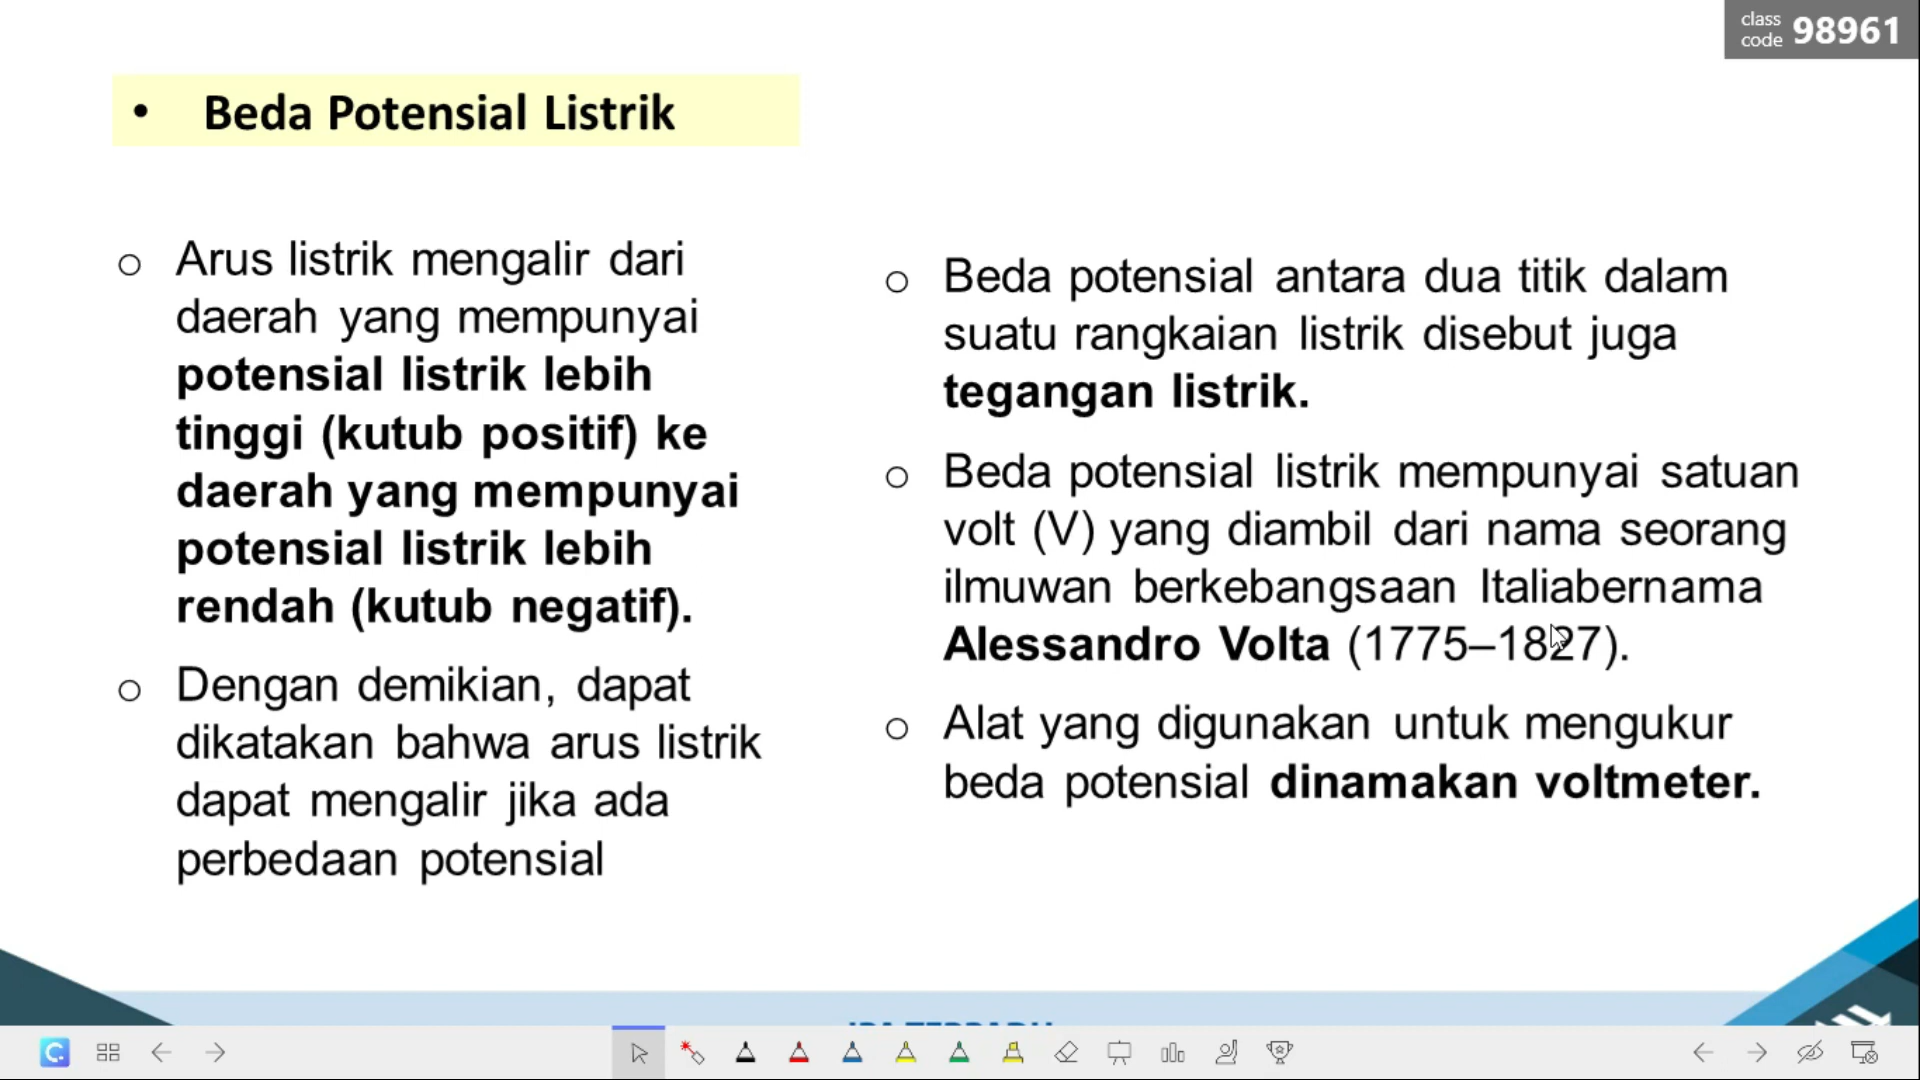 class
code 98961
• Beda Potensial Listrik
o Arus listrik mengalir dari
daerah yang mempunyai
potensial listrik lebih
tinggi (kutub positif) ke
daerah yang mempunyai
potensial listrik lebih
rendah (kutub negatif).
o Dengan demikian, dapat
dikatakan bahwa arus listrik
dapat mengalir jika ada
perbedaan potensial
o Beda potensial antara dua titik dalam
suatu rangkaian listrik disebut juga
tegangan listrik.
o Beda potensial listrik mempunyai satuan
volt (V) yang diambil dari nama seorang
ilmuwan berkebangsaan Italiabernama
Alessandro Volta (1775–1827).
o Alat yang digunakan untuk mengukur
beda potensial dinamakan voltmeter.